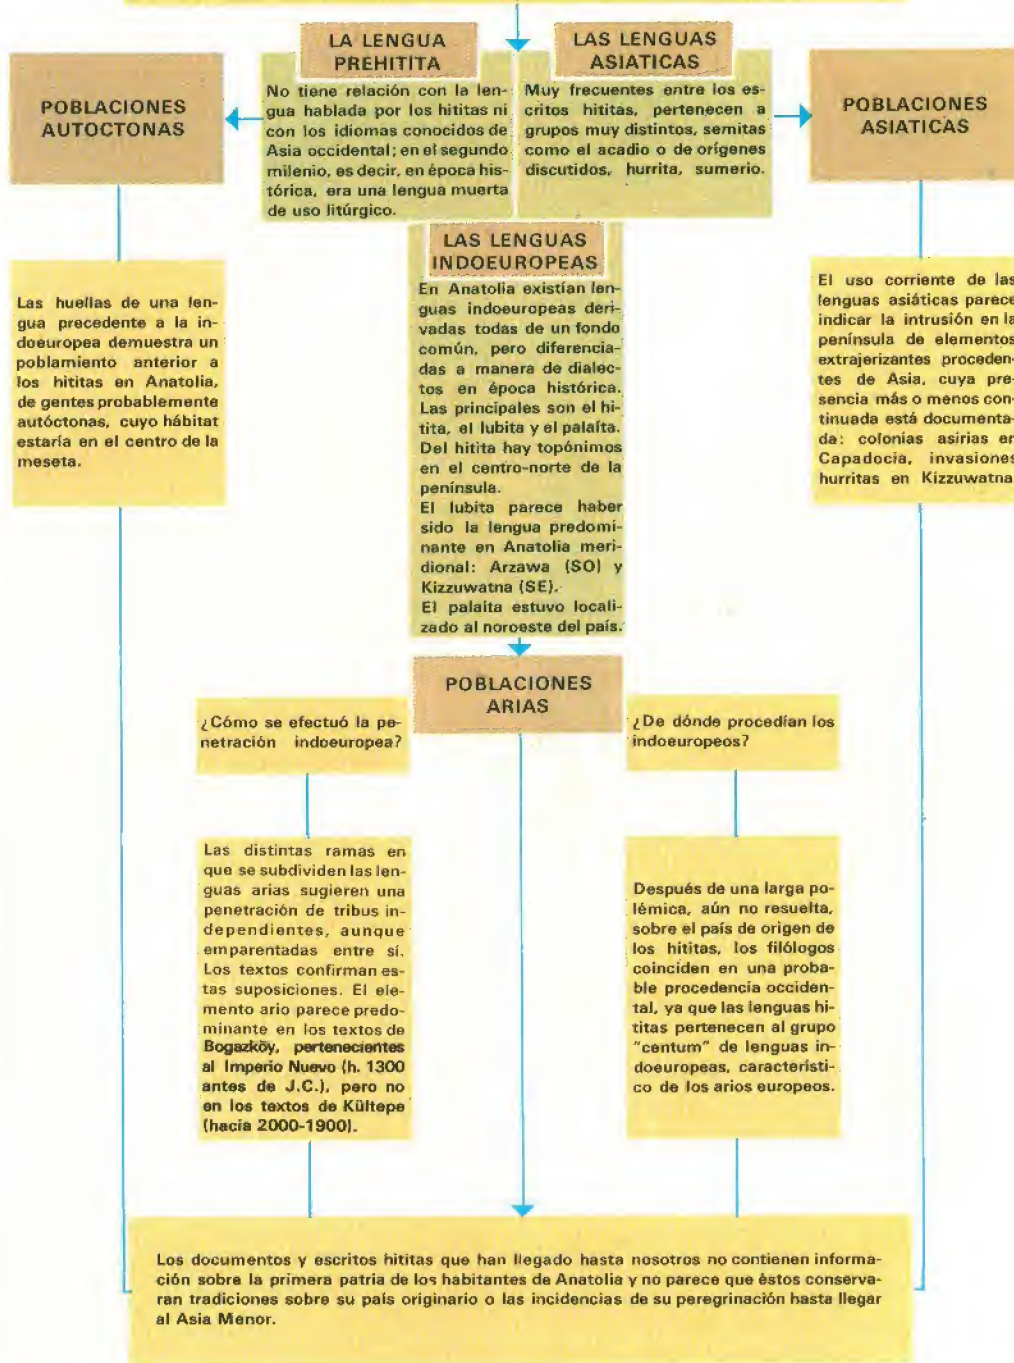 LA LENGUA
PREHITITA
No tiene relación con la len-
gua hablada por los hititas ni
con los idiomas conocidos de
Asia occidental; en el segundo
milenio, es decir, en época his-
tórica, era una lengua muerta
de uso litúrgico.
LAS LENGUAS
ASIATICAS
Muy frecuentes entre los es-
critos hititas, pertenecen a
grupos muy distintos, semitas
como el acadio o de orígenes
discutidos, hurrita, sumerio.
POBLACIONES
AUTOCTONAS
POBLACIONES
ASIATICAS
LAS LENGUAS
INDOEUROPEAS
En Anatolia existían len-
guas indoeuropeas deri-
vadas todas de un fondo
común, pero diferencia-
das a manera de dialec-
tos en época histórica.
Las principales son el hi-
tita, el lubita y el palaíta.
Del hitita hay topónimos
en el centro-norte de la
península.
El lubita parece haber
sido la lengua predomi-
nante en Anatolia meri-
dional: Arzawa (SO) y
Kizzuwatna (SE).
El palaita estuvo locali-
zado al noroeste del país.
Las huellas de una len-
gua precedente a la in-
doeuropea demuestra un
poblamiento anterior a
los hititas en Anatolia,
de gentes probablemente
autóctonas, cuyo hábitat
estaría en el centro de la
meseta.
El uso corriente de las
lenguas asiáticas parece
indicar la intrusión en la
península de elementos
extrajerizantes proceden-
tes de Asia, cuya pre-
sencia más o menos con-
tinuada está documenta-
da: colonias asirias en
Capadocia, invasiones
hurritas en Kizzuwatna
POBLACIONES
ARIAS
¿Cómo se efectuó la pe-
netración indoeuropea?
¿De dónde procedían los
indoeuropeos?
Las distintas ramas en
que se subdividen las len-
guas arias sugieren una
penetración de tribus in-
dependientes, aunque
emparentadas entre sí.
Los textos confirman es-
tas suposiciones. El ele-
mento ario parece predo-
minante en los textos de
Bogazköy, pertenecientes
al Imperio Nuevo (h. 1300
antes de J.C.), pero no
en los textos de Kültepe
(hacia 2000-1900).
Después de una larga po-
lémica, aún no resuelta,
sobre el país de origen de
los hititas, los filólogos
coinciden en una proba-
ble procedencia occiden-
tal, ya que las lenguas hi-
titas pertenecen al grupo
"centum" de lenguas in-
doeuropeas, característi-
co de los arios europeos.
Los documentos y escritos hititas que han llegado hasta nosotros no contienen informa-
ción sobre la primera patria de los habitantes de Anatolia y no parece que éstos conserva-
ran tradiciones sobre su país originario o las incidencias de su peregrinación hasta llegar
al Asia Menor.